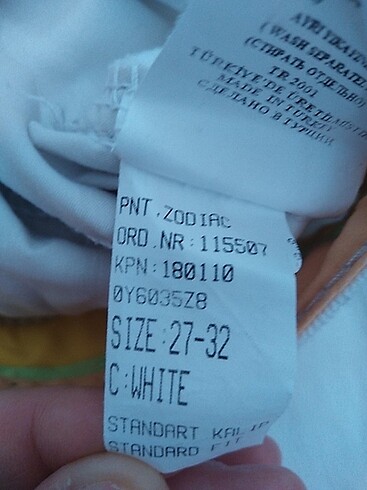 AYRI YIKAYINIZ
( WASH SEPARATELY
(СТИРАТЬ ОТДЕЛЬНО)
TR 2001
TÜRKİYE'DE ÜRETİLMİŞTİR
MADE IN TURKEY
СДЕЛАНО В ТУРЦИИ
PNT.ZODIAC
ORD.NR:115507
KPN:180110
0Y6035Z8
SIZE:27-32
C:WHITE
STANDART KALIP
STANDARD FIT